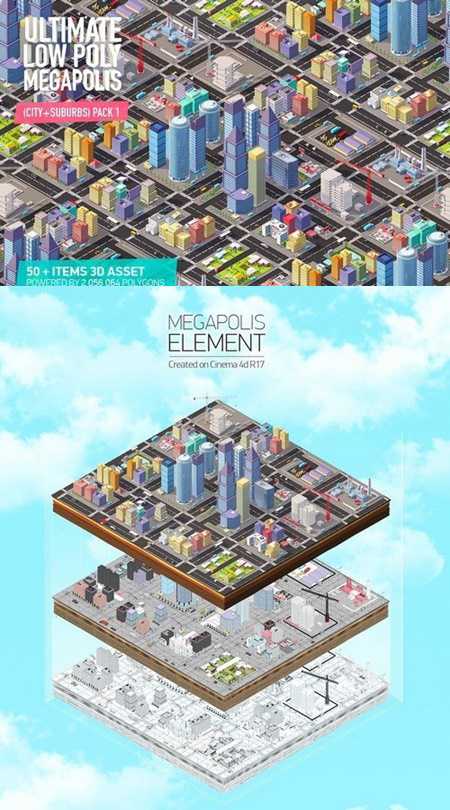 ULTIMATE
LOW POLY
MEGAPOLIS
(CITY+SUBURBS) PACK 1
50 + ITEMS 3D ASSET
POWERED BY 2 056 064 POLYGONS
MEGAPOLIS
ELEMENT
Created on Cinema 4d R17